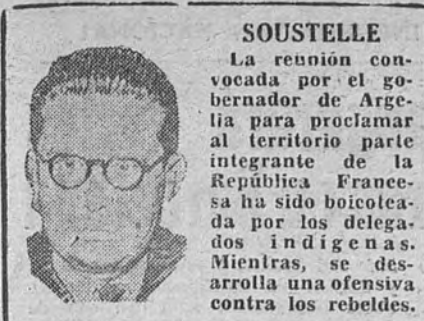 SOUSTELLE
La reunión con-
vocada por el go-
bernador de Arge-
lia para proclamar
al territorio parte
integrante de la
República France-
sa ha sido boicotea-
da por los delega-
dos indígenas.
Mientras, se des-
arrolla una ofensiva
contra los rebeldes.